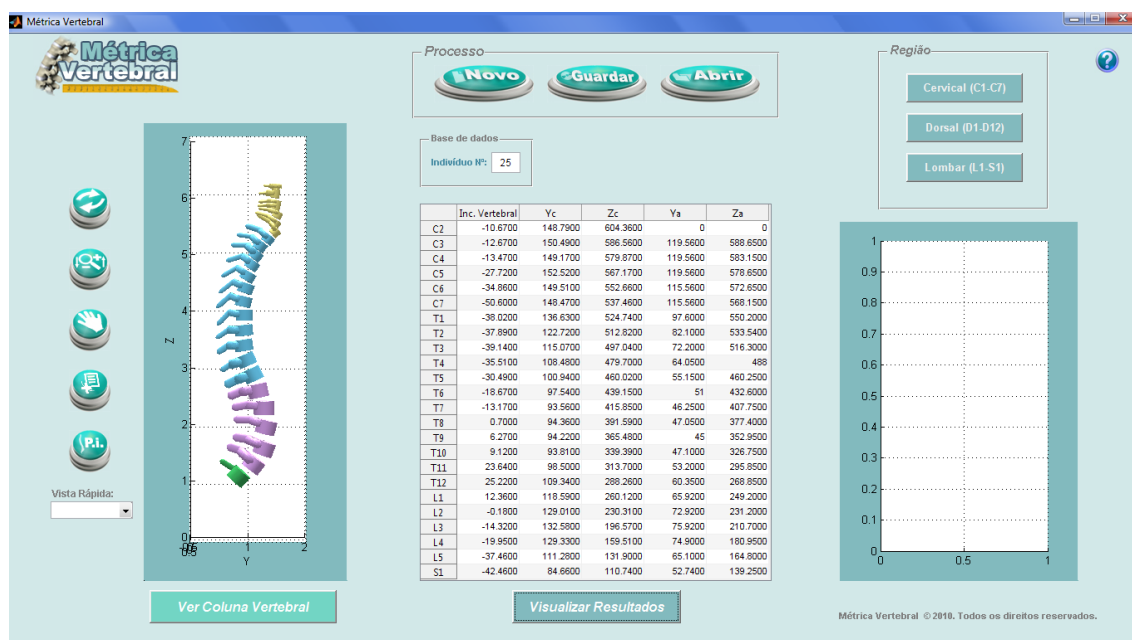 Métrica Vertebral
Métrica
Vertebral
Processo
Novo
Guardar
Abrir
Região
Cervical (C1-C7)
Dorsal (D1-D12)
Lombar (L1-S1)
Base de dados
Indivíduo Nº: 25
P.i.
Vista Rápida:
7
6
5
4
3
2
1
0
Z
1
2
Y
Inc. Vertebral Yc Zc Ya Za
C2 -10.6700 148.7900 604.3600 0 0
C3 -12.6700 150.4900 586.5600 119.5600 588.6500
C4 -13.4700 149.1700 579.8700 119.5600 583.1500
C5 -27.7200 152.5200 567.1700 119.5600 578.6500
C6 -34.8600 149.5100 552.6600 115.5600 572.6500
C7 -50.6000 148.4700 537.4600 115.5600 568.1500
T1 -38.0200 136.6300 524.7400 97.6000 550.2000
T2 -37.8900 122.7200 512.8200 82.1000 533.5400
T3 -39.1400 115.0700 497.0400 72.2000 516.3000
T4 -35.5100 108.4800 479.7000 64.0500 488
T5 -30.4900 100.9400 460.0200 55.1500 460.2500
T6 -18.6700 97.5400 439.1500 51 432.6000
T7 -13.1700 93.5600 415.8500 46.2500 407.7500
T8 0.7000 94.3600 391.5900 47.0500 377.4000
T9 6.2700 94.2200 365.4800 45 352.9500
T10 9.1200 93.8100 339.3900 47.1000 326.7500
T11 23.6400 98.5000 313.7000 53.2000 295.8500
T12 25.2200 109.3400 288.2600 60.3500 268.8500
L1 12.3600 118.5900 260.1200 65.9200 249.2000
L2 -0.1800 129.0100 230.3100 72.9200 231.2000
L3 -14.3200 132.5800 196.5700 75.9200 210.7000
L4 -19.9500 129.3300 159.5100 74.9000 180.9500
L5 -37.4600 111.2800 131.9000 65.1000 164.8000
S1 -42.4600 84.6600 110.7400 52.7400 139.2500
1
0.9
0.8
0.7
0.6
0.5
0.4
0.3
0.2
0.1
0
0 0.5 1
Ver Coluna Vertebral
Visualizar Resultados
Métrica Vertebral © 2010. Todos os direitos reservados.